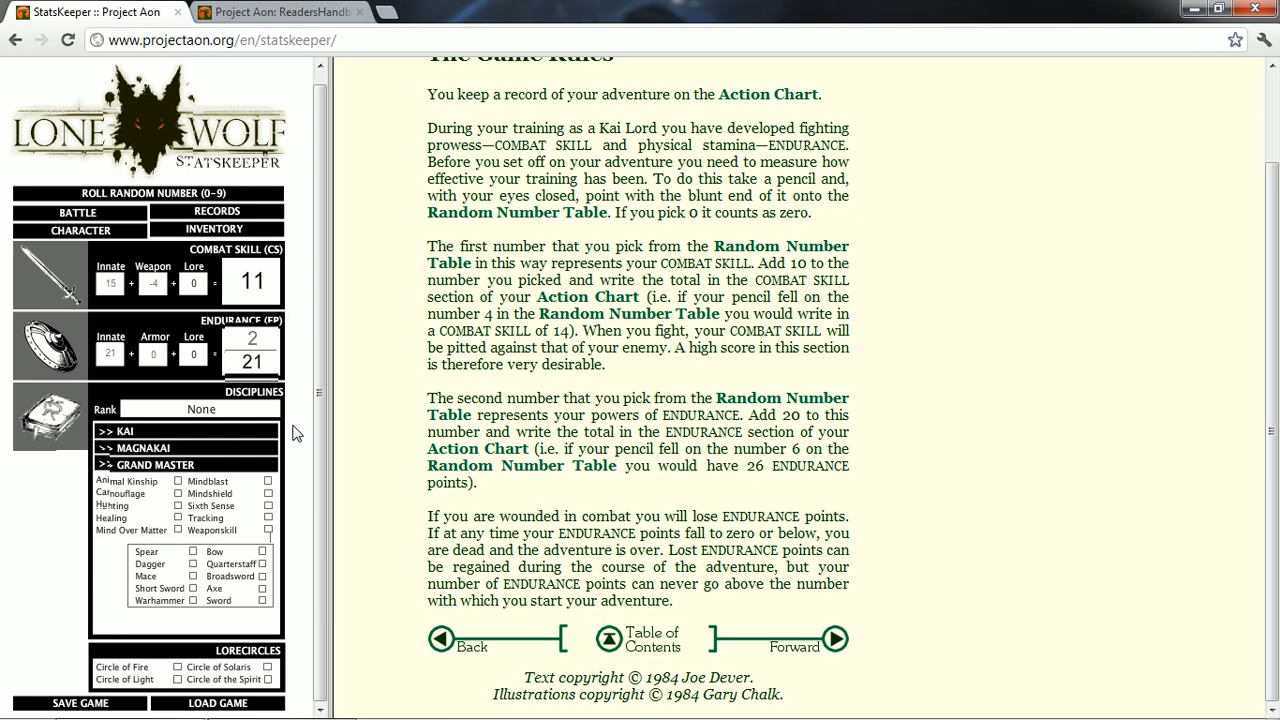 StatsKeeper :: Project Aon
Project Aon: ReadersHandb
www.projectaon.org/en/statskeeper/
LONE WOLF
STATSKEEPER
ROLL RANDOM NUMBER (0-9)
BATTLE RECORDS
CHARACTER INVENTORY
COMBAT SKILL (CS)
Innate Weapon Lore
15 + -4 + 0 = 11
ENDURANCE (EP)
Innate Armor Lore
21 + 0 + 0 = 2
21
DISCIPLINES
Rank None
>> KAI
>> MAGNAKAI
>> GRAND MASTER
Animal Kinship Mindblast
Camouflage Mindshield
Hunting Sixth Sense
Healing Tracking
Mind Over Matter Weaponskill
Spear Bow
Dagger Quarterstaff
Mace Broadsword
Short Sword Axe
Warhammer Sword
LORECIRCLES
Circle of Fire Circle of Solaris
Circle of Light Circle of the Spirit
SAVE GAME LOAD GAME
The Game Rules
You keep a record of your adventure on the Action Chart.
During your training as a Kai Lord you have developed fighting
prowess—COMBAT SKILL and physical stamina—ENDURANCE.
Before you set off on your adventure you need to measure how
effective your training has been. To do this take a pencil and,
with your eyes closed, point with the blunt end of it onto the
Random Number Table. If you pick 0 it counts as zero.
The first number that you pick from the Random Number
Table in this way represents your COMBAT SKILL. Add 10 to the
number you picked and write the total in the COMBAT SKILL
section of your Action Chart (i.e. if your pencil fell on the
number 4 in the Random Number Table you would write in
a COMBAT SKILL of 14). When you fight, your COMBAT SKILL will
be pitted against that of your enemy. A high score in this section
is therefore very desirable.
The second number that you pick from the Random Number
Table represents your powers of ENDURANCE. Add 20 to this
number and write the total in the ENDURANCE section of your
Action Chart (i.e. if your pencil fell on the number 6 on the
Random Number Table you would have 26 ENDURANCE
points).
If you are wounded in combat you will lose ENDURANCE points.
If at any time your ENDURANCE points fall to zero or below, you
are dead and the adventure is over. Lost ENDURANCE points can
be regained during the course of the adventure, but your
number of ENDURANCE points can never go above the number
with which you start your adventure.
Back Table of Contents Forward
Text copyright © 1984 Joe Dever.
Illustrations copyright © 1984 Gary Chalk.